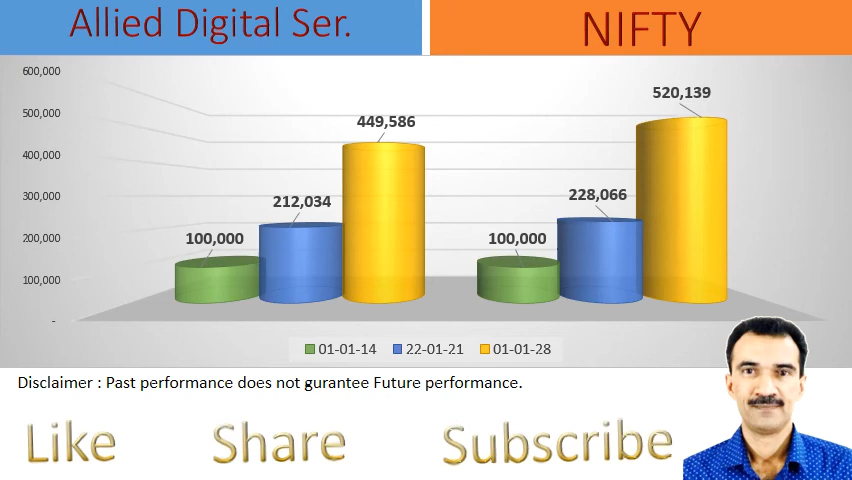 Allied Digital Ser.
NIFTY
600,000
500,000
400,000
300,000
200,000
100,000
-
100,000
212,034
449,586
100,000
228,066
520,139
01-01-14 22-01-21 01-01-28
Disclaimer : Past performance does not gurantee Future performance.
Like Share Subscribe